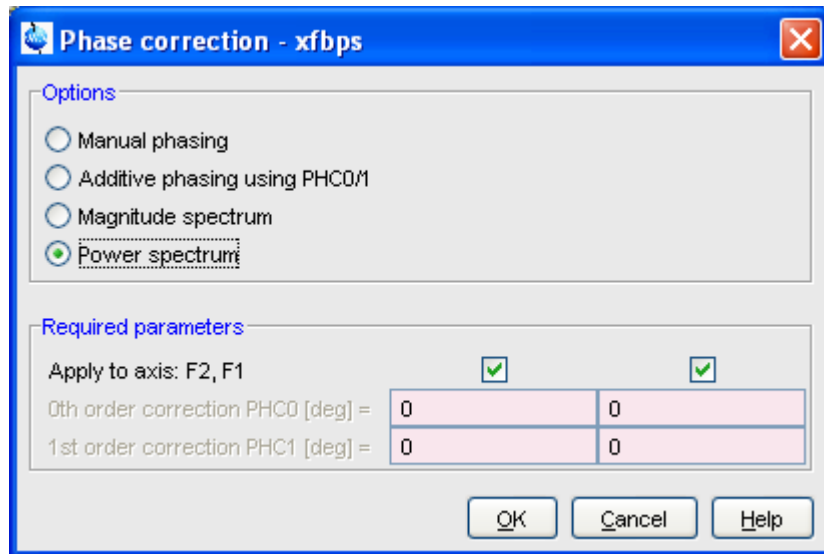 Phase correction - xfbps
Options
Manual phasing
Additive phasing using PHC0/1
Magnitude spectrum
Power spectrum
Required parameters
Apply to axis: F2, F1
0th order correction PHC0 [deg] = 0 0
1st order correction PHC1 [deg] = 0 0
OK Cancel Help